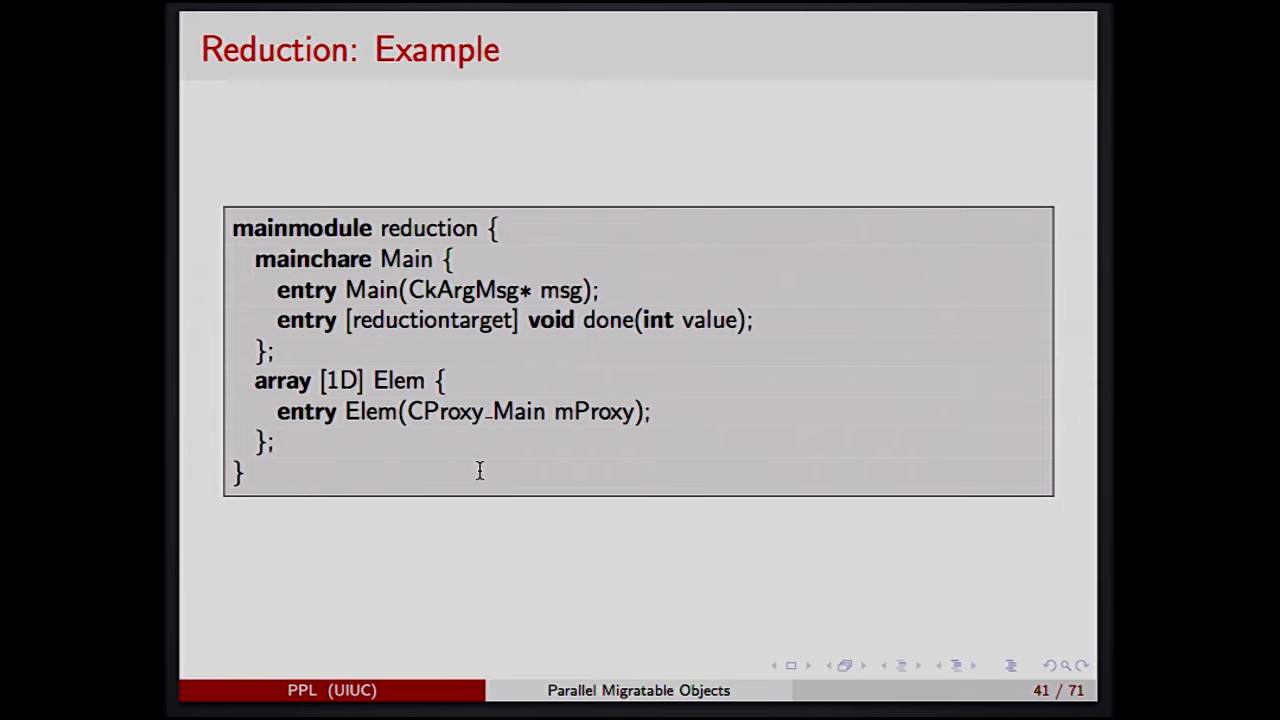 Reduction: Example
mainmodule reduction {
mainchare Main {
entry Main(CkArgMsg* msg);
entry [reductiontarget] void done(int value);
};
array [1D] Elem {
entry Elem(CProxy_Main mProxy);
};
}
PPL (UIUC) Parallel Migratable Objects 41 / 71